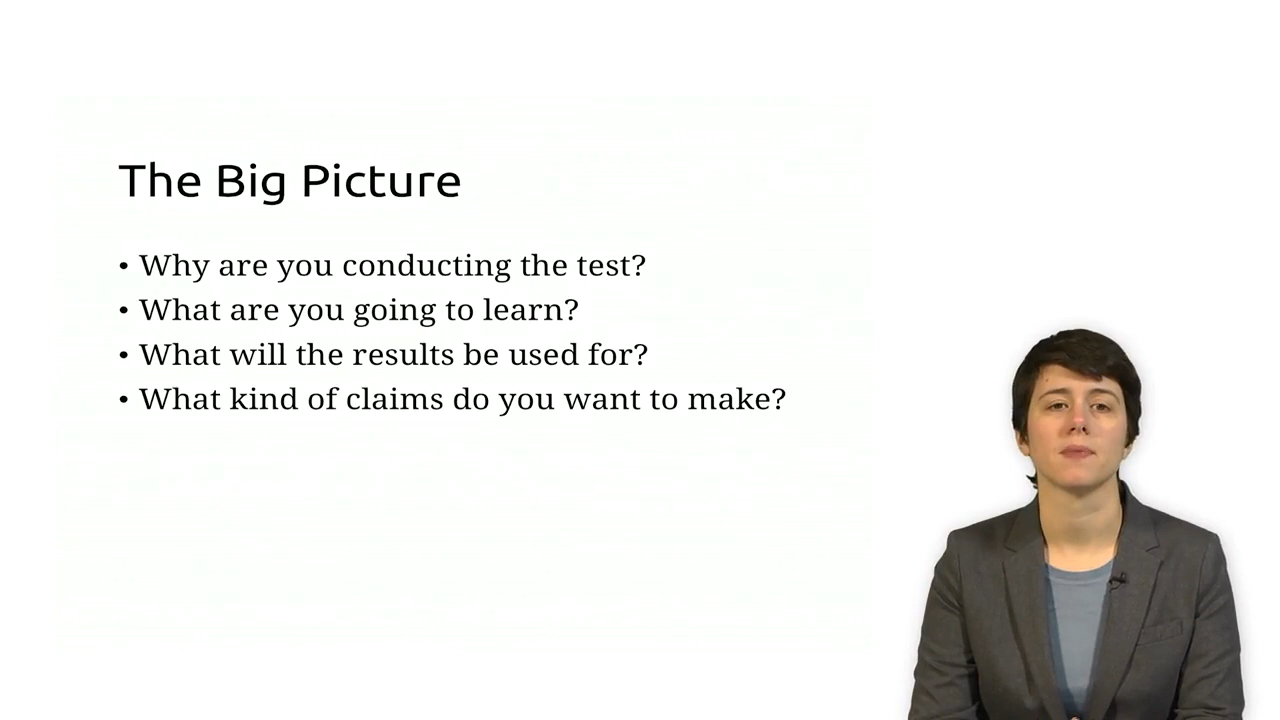 The Big Picture
• Why are you conducting the test?
• What are you going to learn?
• What will the results be used for?
• What kind of claims do you want to make?